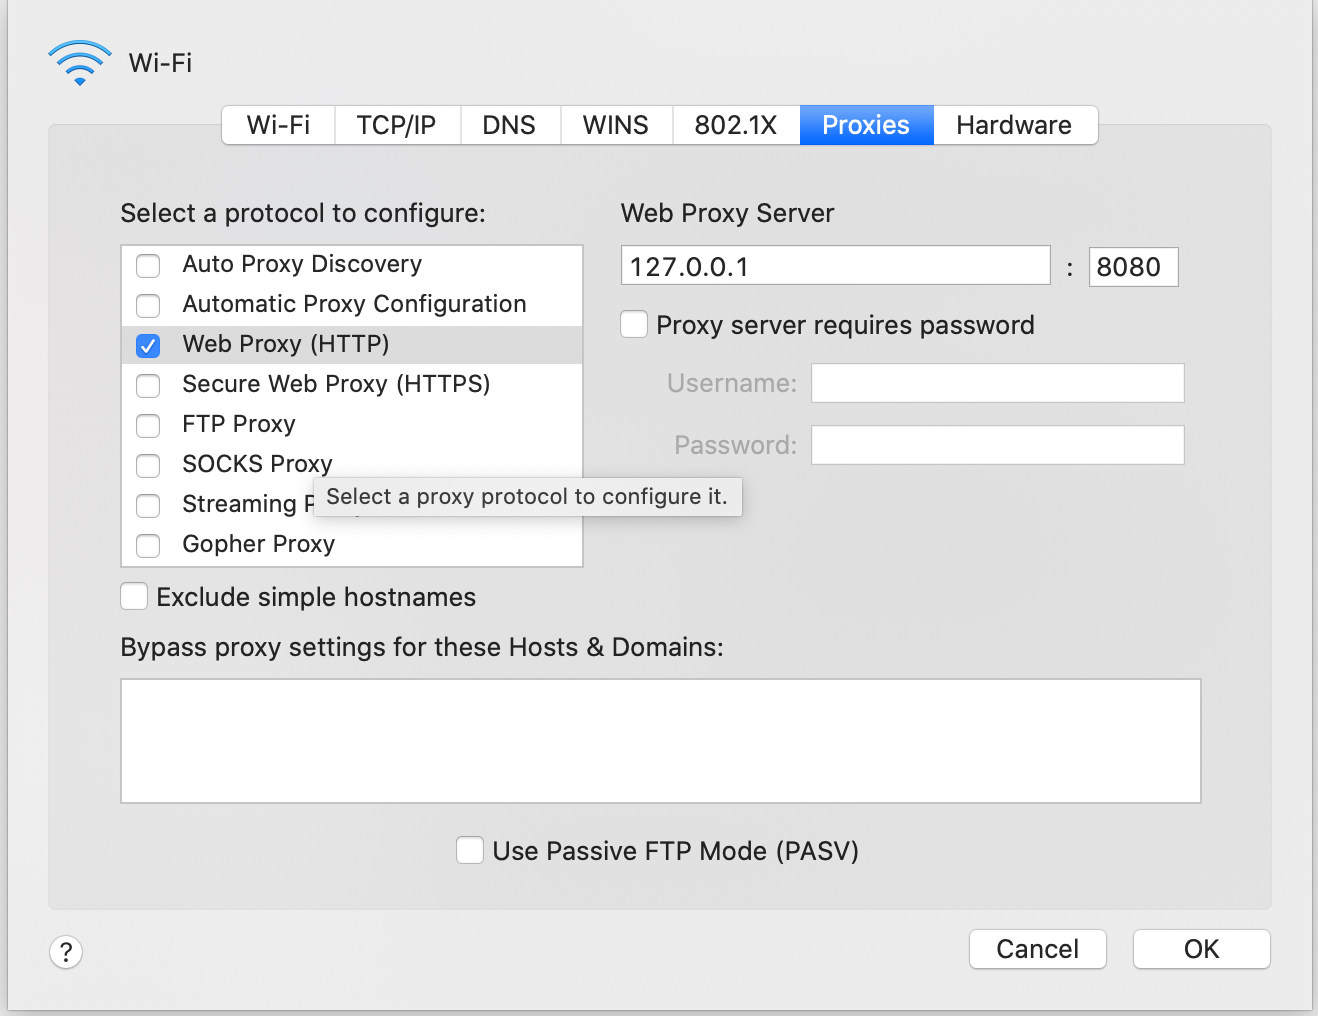 Wi-Fi
Wi-Fi TCP/IP DNS WINS 802.1X Proxies Hardware
Select a protocol to configure:
Auto Proxy Discovery
Automatic Proxy Configuration
Web Proxy (HTTP)
Secure Web Proxy (HTTPS)
FTP Proxy
SOCKS Proxy
Streaming
Gopher Proxy
Select a proxy protocol to configure it.
Web Proxy Server
127.0.0.1 : 8080
Proxy server requires password
Username:
Password:
Exclude simple hostnames
Bypass proxy settings for these Hosts & Domains:
Use Passive FTP Mode (PASV)
? Cancel OK